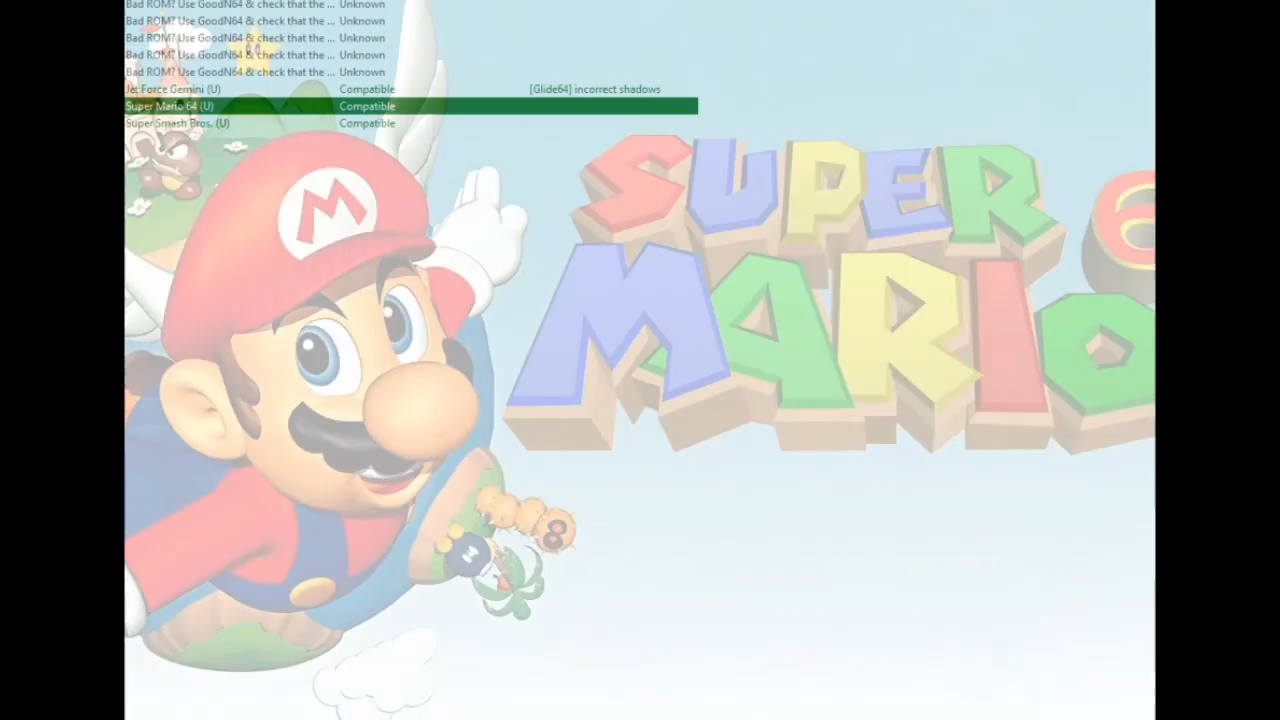 Bad ROM? Use GoodN64 & check that the ... Unknown
Bad ROM? Use GoodN64 & check that the ... Unknown
Bad ROM? Use GoodN64 & check that the ... Unknown
Bad ROM? Use GoodN64 & check that the ... Unknown
Bad ROM? Use GoodN64 & check that the ... Unknown
Jet Force Gemini (U) Compatible [Glide64] incorrect shadows
Super Mario 64 (U) Compatible
Super Smash Bros. (U) Compatible
M
SUPER
MARIO